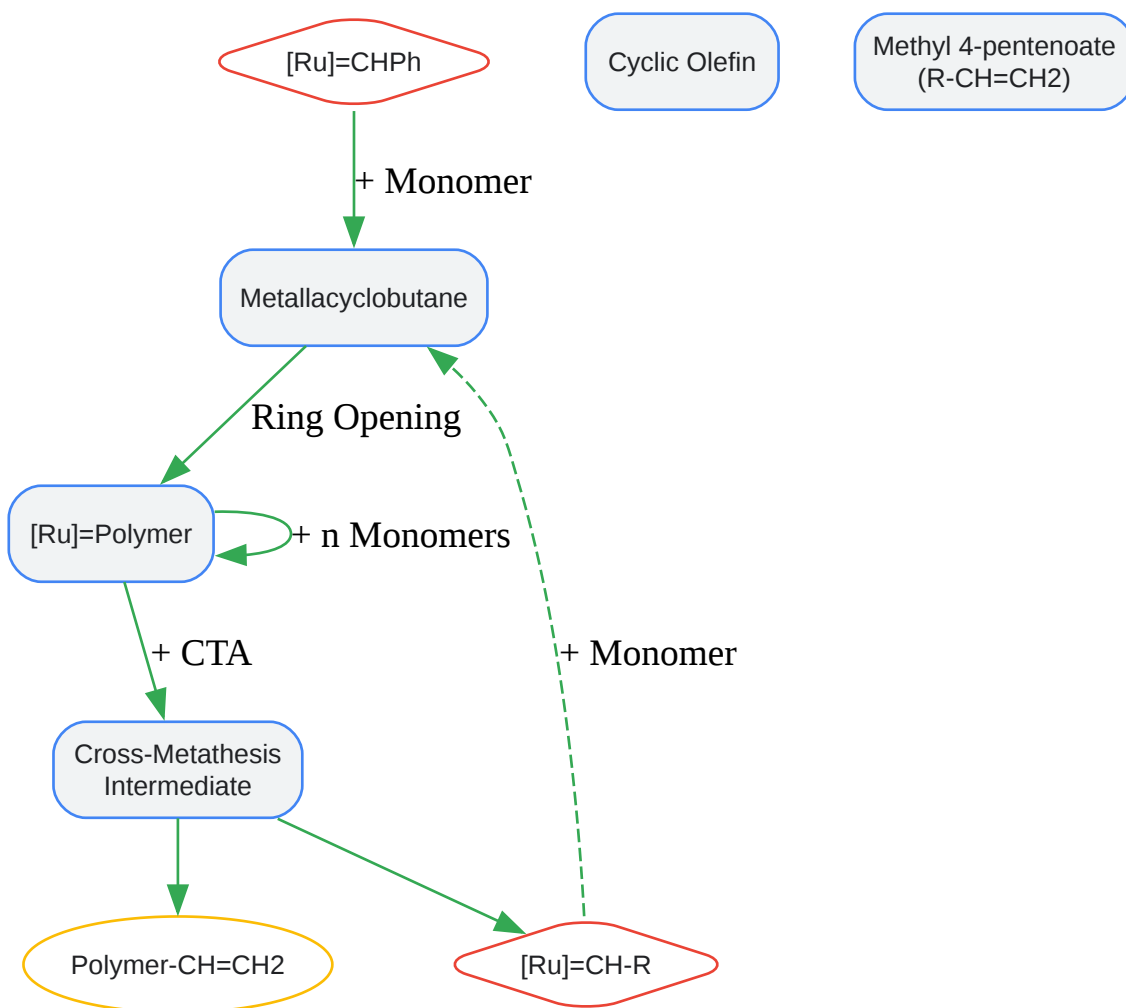 [Ru]=CHPh
Cyclic Olefin
Methyl 4-pentenoate
(R-CH=CH2)
+ Monomer
Metallacyclobutane
Ring Opening
[Ru]=Polymer
+ n Monomers
+ CTA
+ Monomer
Cross-Metathesis
Intermediate
Polymer-CH=CH2
[Ru]=CH-R